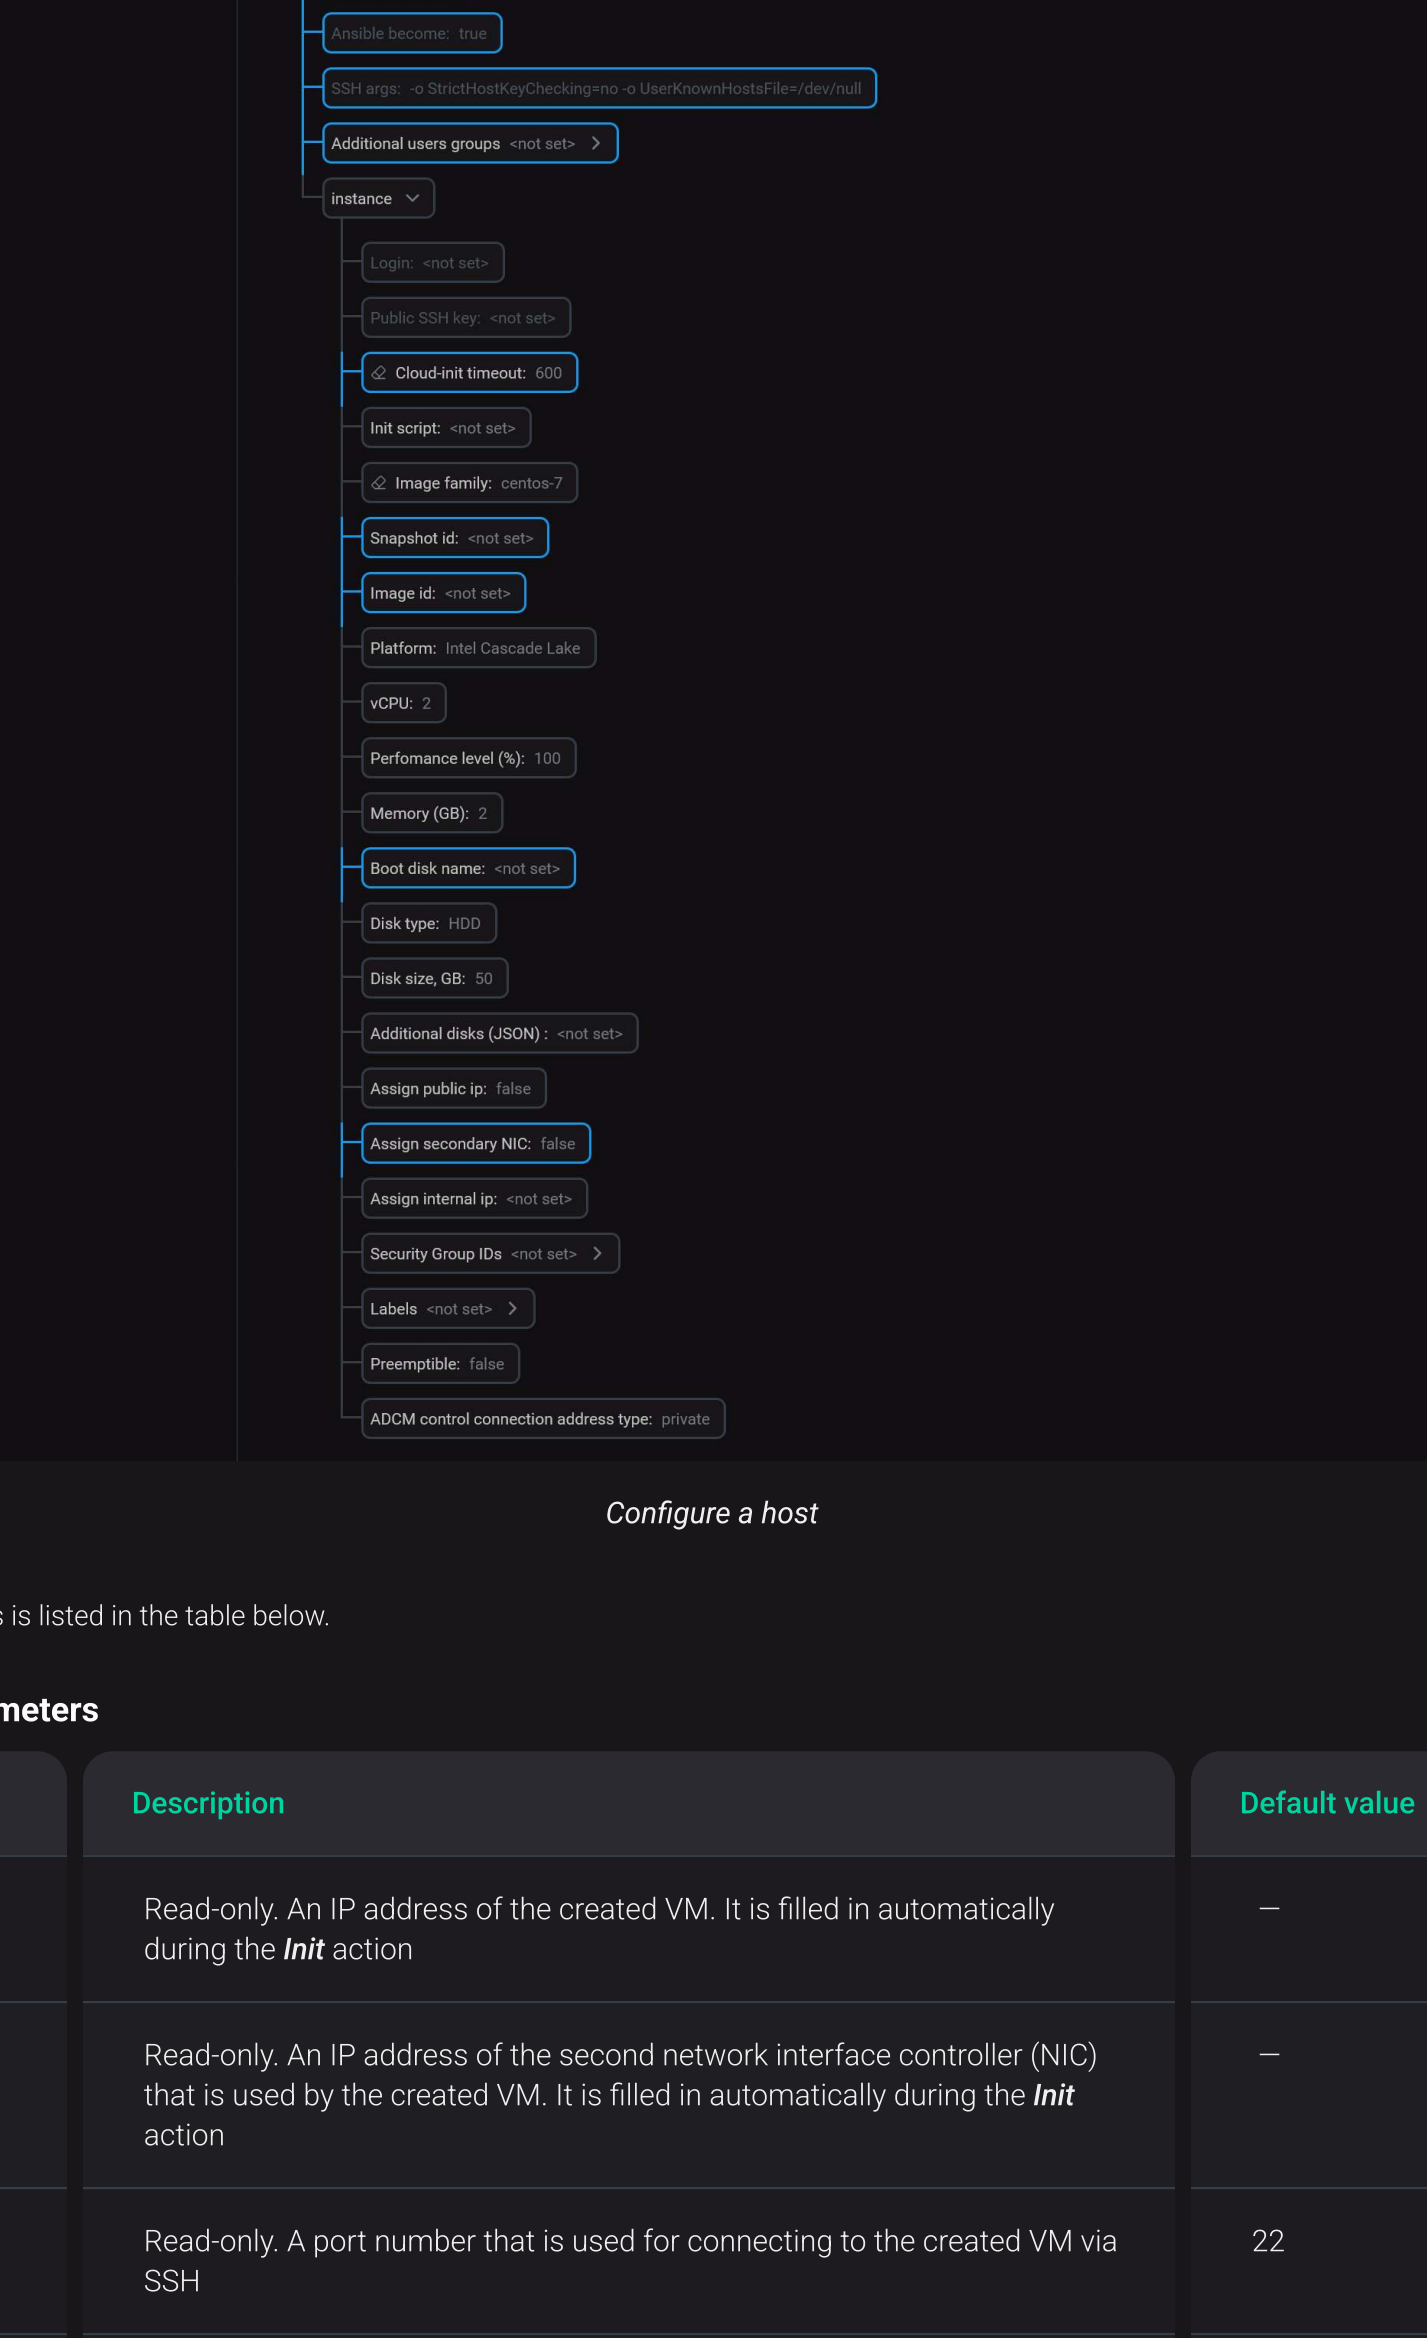 Ansible become: true
SSH args: -o StrictHostKeyChecking=no -o UserKnownHostsFile=/dev/null
Additional users groups <not set>
instance
Login: <not set>
Public SSH key: <not set>
Cloud-init timeout: 600
Init script: <not set>
Image family: centos-7
Snapshot id: <not set>
Image id: <not set>
Platform: Intel Cascade Lake
vCPU: 2
Perfomance level (%): 100
Memory (GB): 2
Boot disk name: <not set>
Disk type: HDD
Disk size, GB: 50
Additional disks (JSON) : <not set>
Assign public ip: false
Assign secondary NIC: false
Assign internal ip: <not set>
Security Group IDs <not set>
Labels <not set>
Preemptible: false
ADCM control connection address type: private
Configure a host
s is listed in the table below.
meters
Description
Default value
Read-only. An IP address of the created VM. It is filled in automatically
during the Init action
—
Read-only. An IP address of the second network interface controller (NIC)
that is used by the created VM. It is filled in automatically during the Init
action
—
Read-only. A port number that is used for connecting to the created VM via
SSH
22